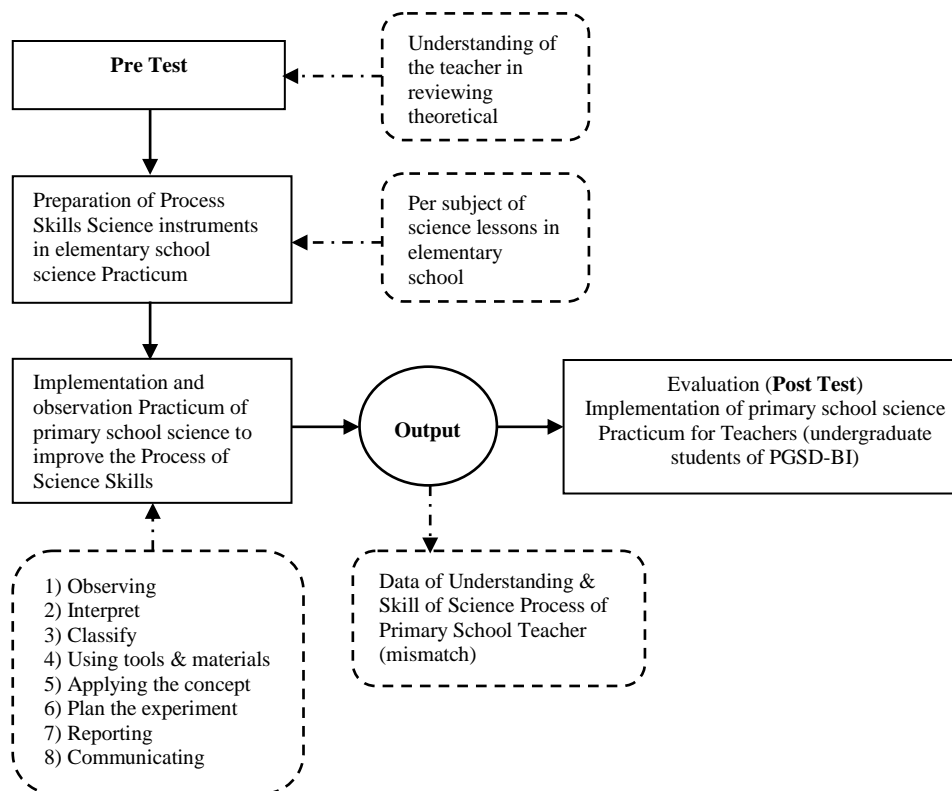 Pre Test
Understanding of
the teacher in
reviewing
theoretical
Preparation of Process
Skills Science instruments
in elementary school
science Practicum
Per subject of
science lessons in
elementary
school
Implementation and
observation Practicum of
primary school science to
improve the Process of
Science Skills
Output
Evaluation (Post Test)
Implementation of primary school science
Practicum for Teachers (undergraduate
students of PGSD-BI)
1) Observing
2) Interpret
3) Classify
4) Using tools & materials
5) Applying the concept
6) Plan the experiment
7) Reporting
8) Communicating
Data of Understanding &
Skill of Science Process of
Primary School Teacher
(mismatch)